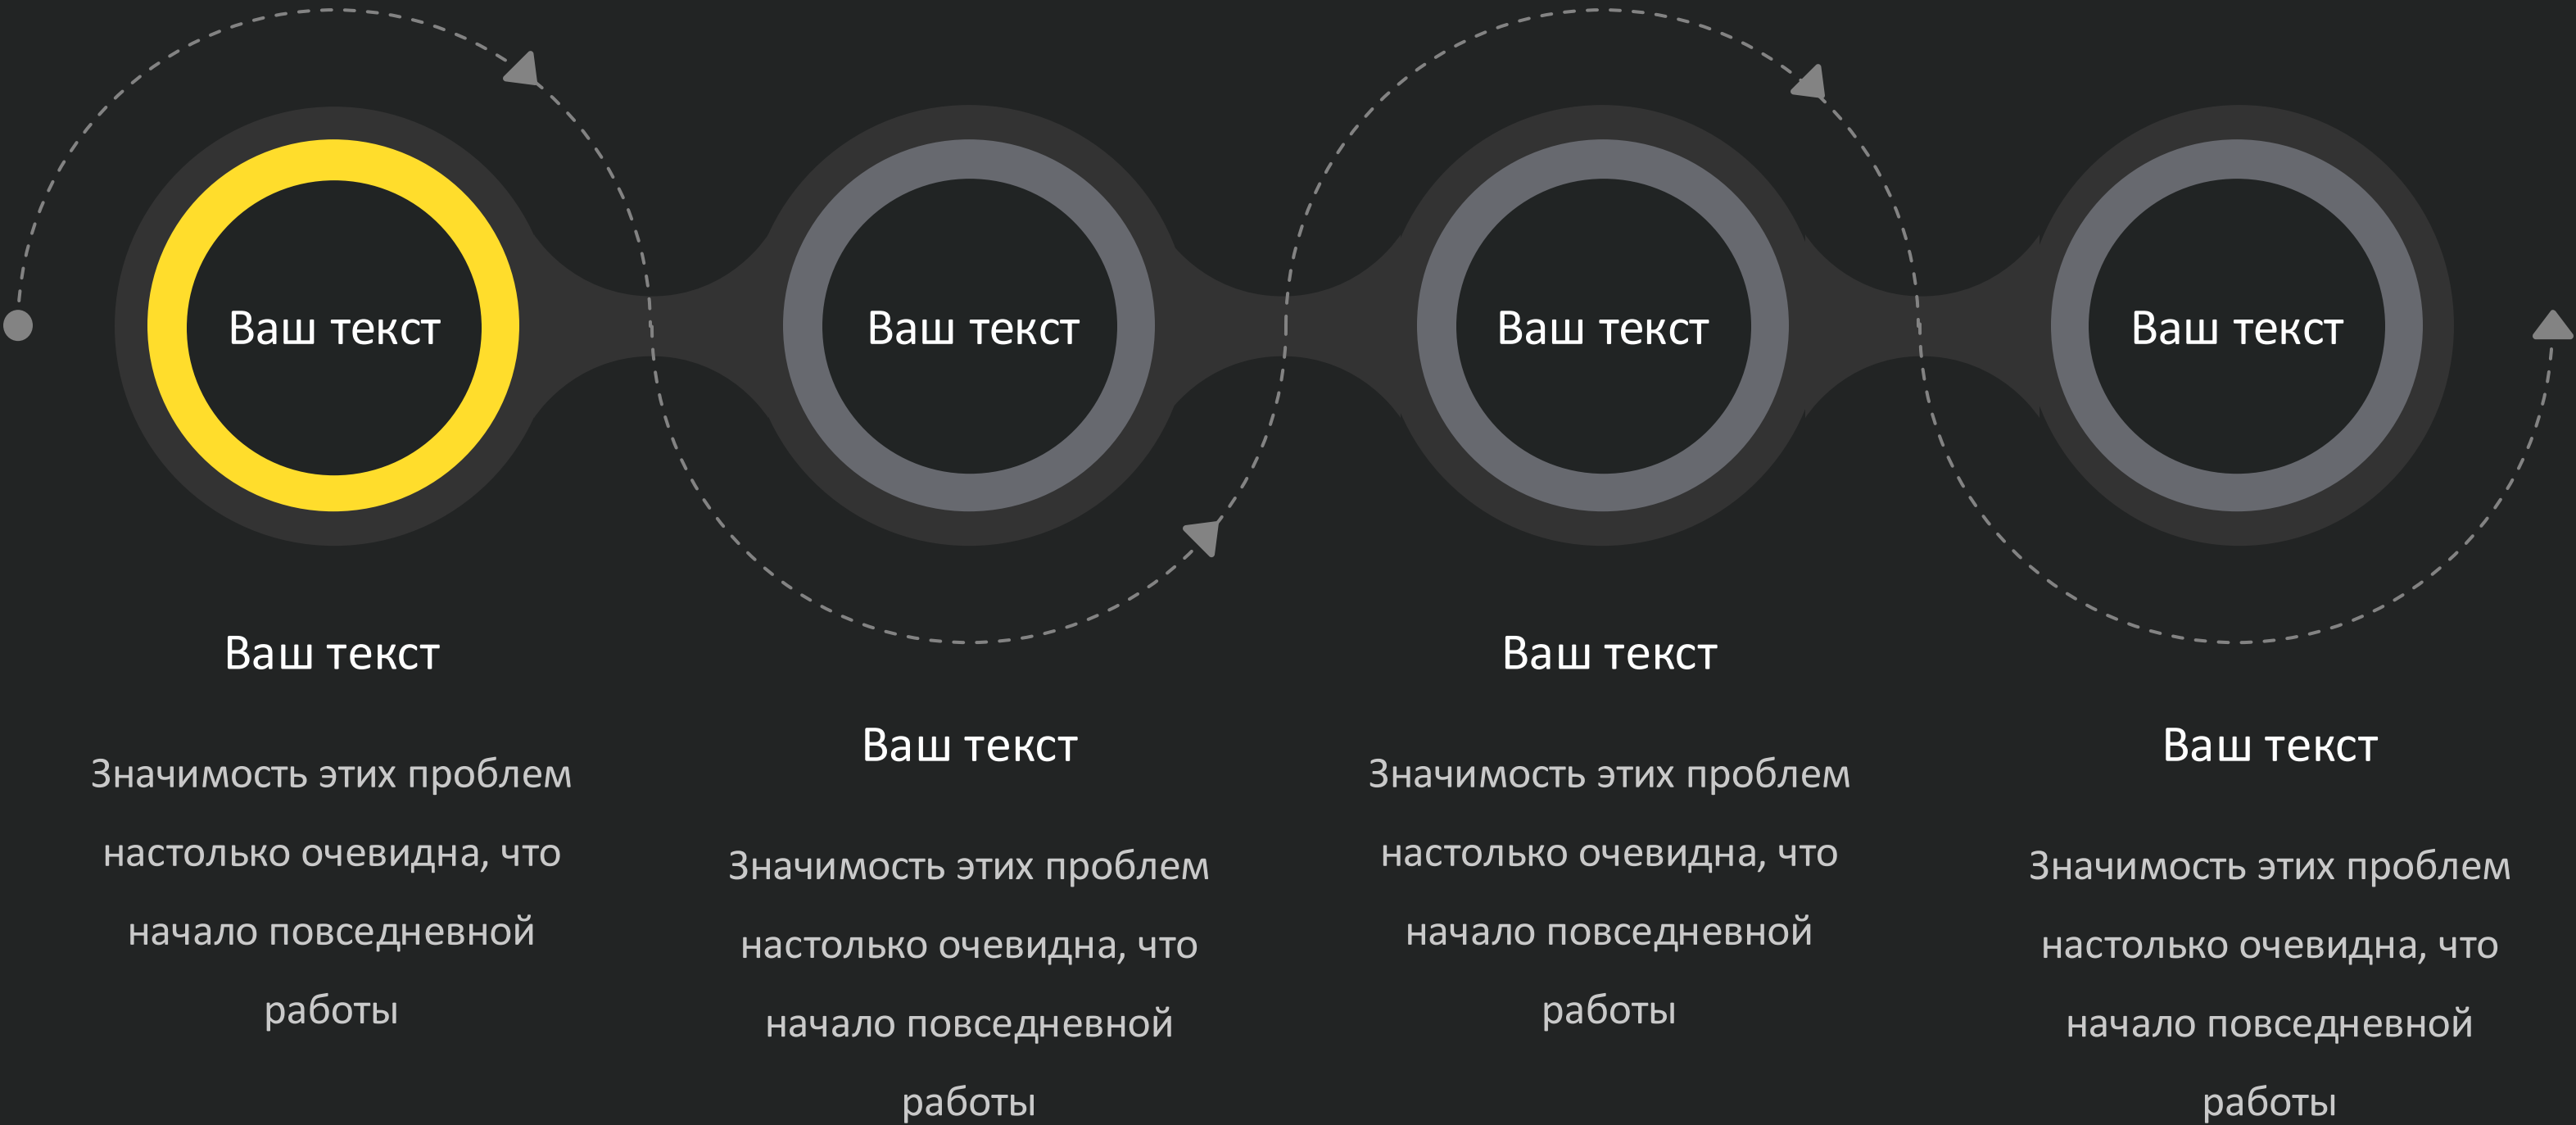 Ваш текст
Ваш текст
Ваш текст
Ваш текст
Ваш текст
Значимость этих проблем
настолько очевидна, что
начало повседневной
работы
Ваш текст
Значимость этих проблем
настолько очевидна, что
начало повседневной
работы
Ваш текст
Значимость этих проблем
настолько очевидна, что
начало повседневной
работы
Ваш текст
Значимость этих проблем
настолько очевидна, что
начало повседневной
работы